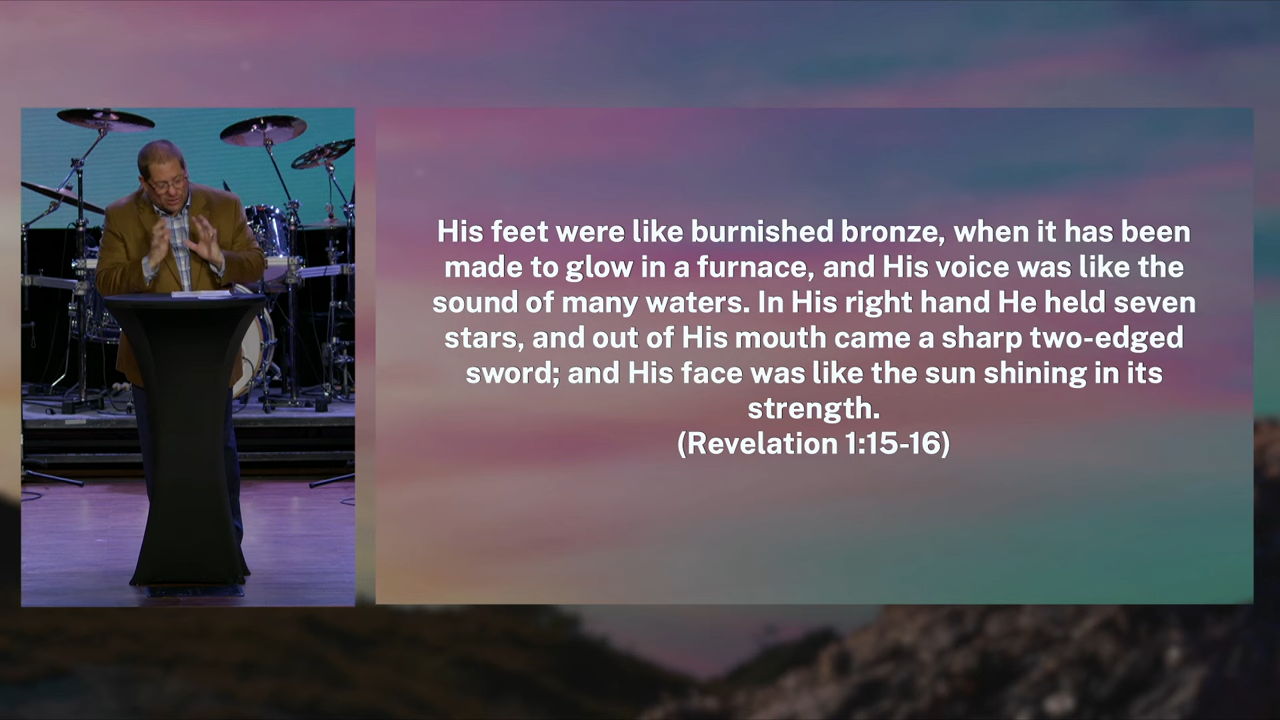 His feet were like burnished bronze, when it has been
made to glow in a furnace, and His voice was like the
sound of many waters. In His right hand He held seven
stars, and out of His mouth came a sharp two-edged
sword; and His face was like the sun shining in its
strength.
(Revelation 1:15-16)